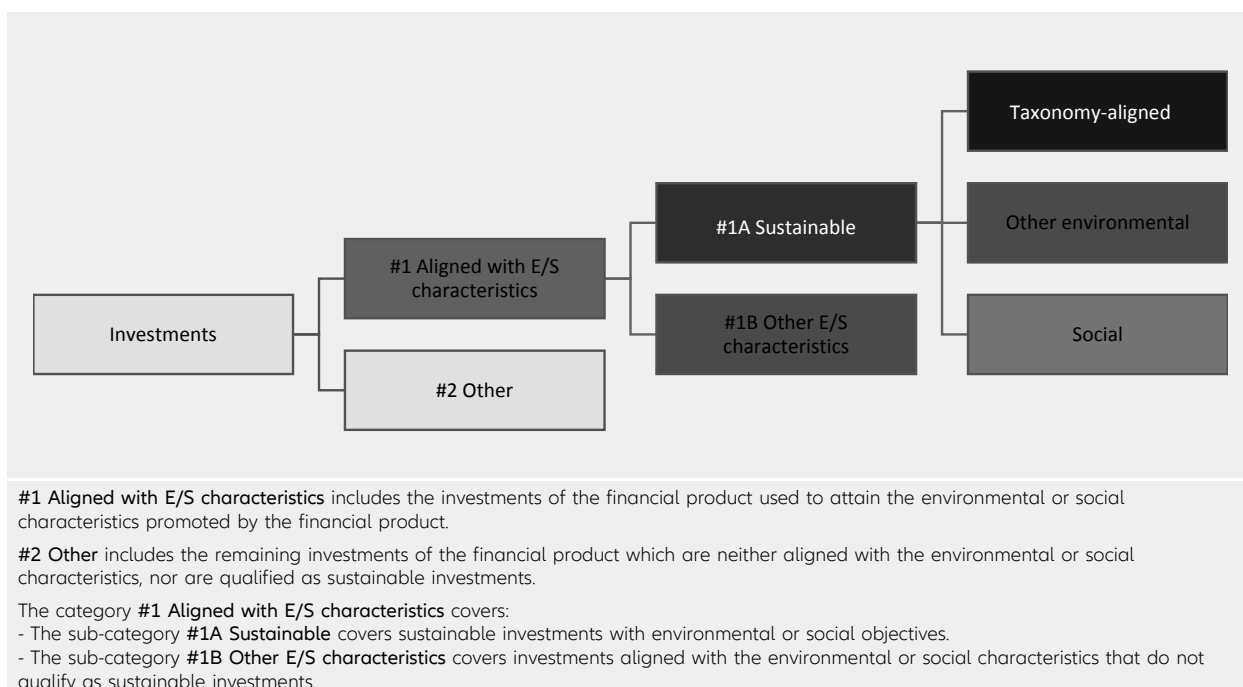 Taxonomy-aligned
#1A Sustainable
Other environmental
#1 Aligned with E/S
characteristics
#1B Other E/S
characteristics
Investments
Social
#2 Other
#1 Aligned with E/S characteristics includes the investments of the financial product used to attain the environmental or social
characteristics promoted by the financial product.
#2 Other includes the remaining investments of the financial product which are neither aligned with the environmental or social
characteristics, nor are qualified as sustainable investments.
The category #1 Aligned with E/S characteristics covers:
- The sub-category #1A Sustainable covers sustainable investments with environmental or social objectives.
- The sub-category #1B Other E/S characteristics covers investments aligned with the environmental or social characteristics that do not
qualify as sustainable investments.